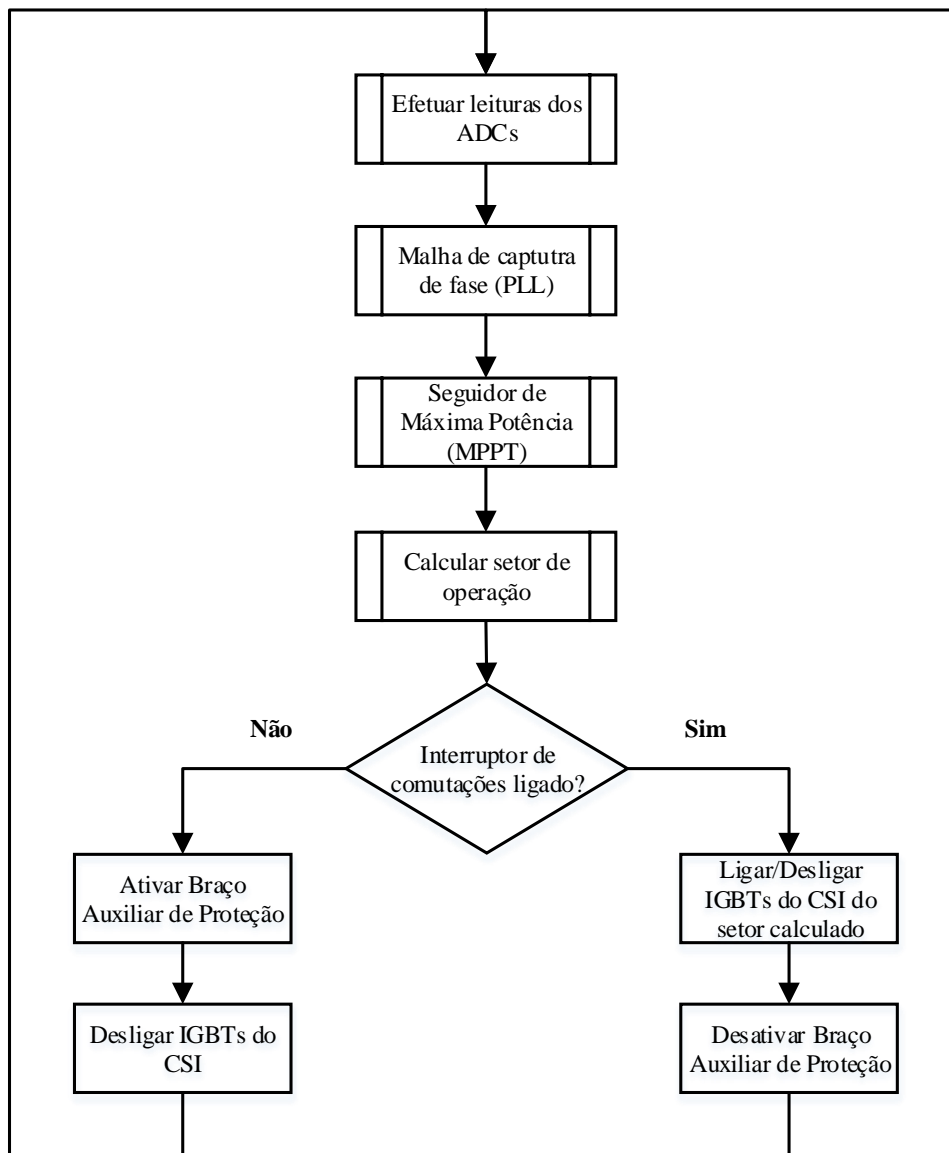 Efetuar leituras dos
ADCs
Malha de captutra
de fase (PLL)
Seguidor de
Máxima Potência
(MPPT)
Calcular setor de
operação
Não
Sim
Interruptor de
comutações ligado?
Ativar Braço
Auxiliar de Proteção
Ligar/Desligar
IGBTs do CSI do
setor calculado
Desligar IGBTs do
CSI
Desativar Braço
Auxiliar de Proteção